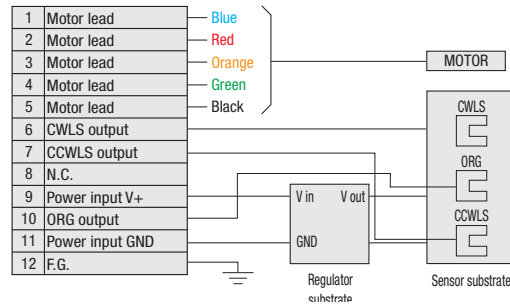 1 Motor lead Blue
2 Motor lead Red
3 Motor lead Orange
4 Motor lead Green
5 Motor lead Black
6 CWLS output
7 CCWLS output
8 N.C.
9 Power input V+
10 ORG output
11 Power input GND
12 F.G.
MOTOR
CWLS
ORG
CCWLS
V in V out
GND
Regulator
substrate
Sensor substrate